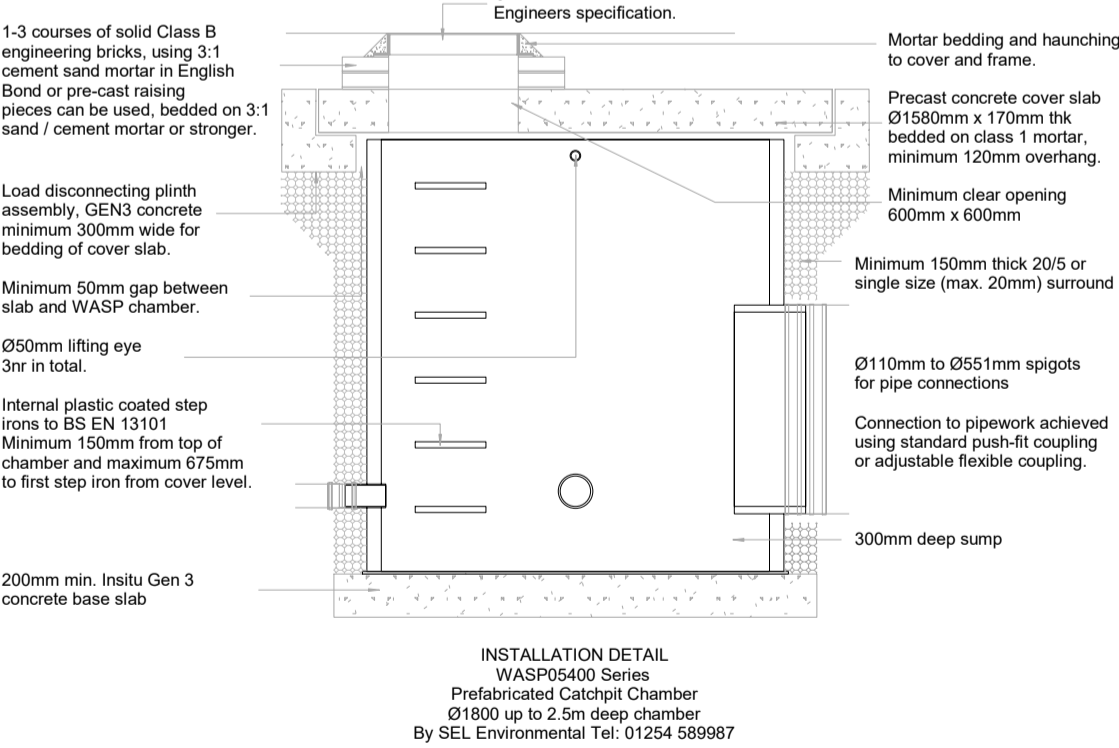 Engineers specification.
1-3 courses of solid Class B
engineering bricks, using 3:1
cement sand mortar in English
Bond or pre-cast raising
pieces can be used, bedded on 3:1
sand / cement mortar or stronger.
Load disconnecting plinth
assembly, GEN3 concrete
minimum 300mm wide for
bedding of cover slab.
Minimum 50mm gap between
slab and WASP chamber.
Ø50mm lifting eye
3nr in total.
Internal plastic coated step
irons to BS EN 13101
Minimum 150mm from top of
chamber and maximum 675mm
to first step iron from cover level.
200mm min. Insitu Gen 3
concrete base slab
Mortar bedding and haunching
to cover and frame.
Precast concrete cover slab
Ø1580mm x 170mm thk
bedded on class 1 mortar,
minimum 120mm overhang.
Minimum clear opening
600mm x 600mm
Minimum 150mm thick 20/5 or
single size (max. 20mm) surround
Ø110mm to Ø551mm spigots
for pipe connections
Connection to pipework achieved
using standard push-fit coupling
or adjustable flexible coupling.
300mm deep sump
INSTALLATION DETAIL
WASP05400 Series
Prefabricated Catchpit Chamber
Ø1800 up to 2.5m deep chamber
By SEL Environmental Tel: 01254 589987